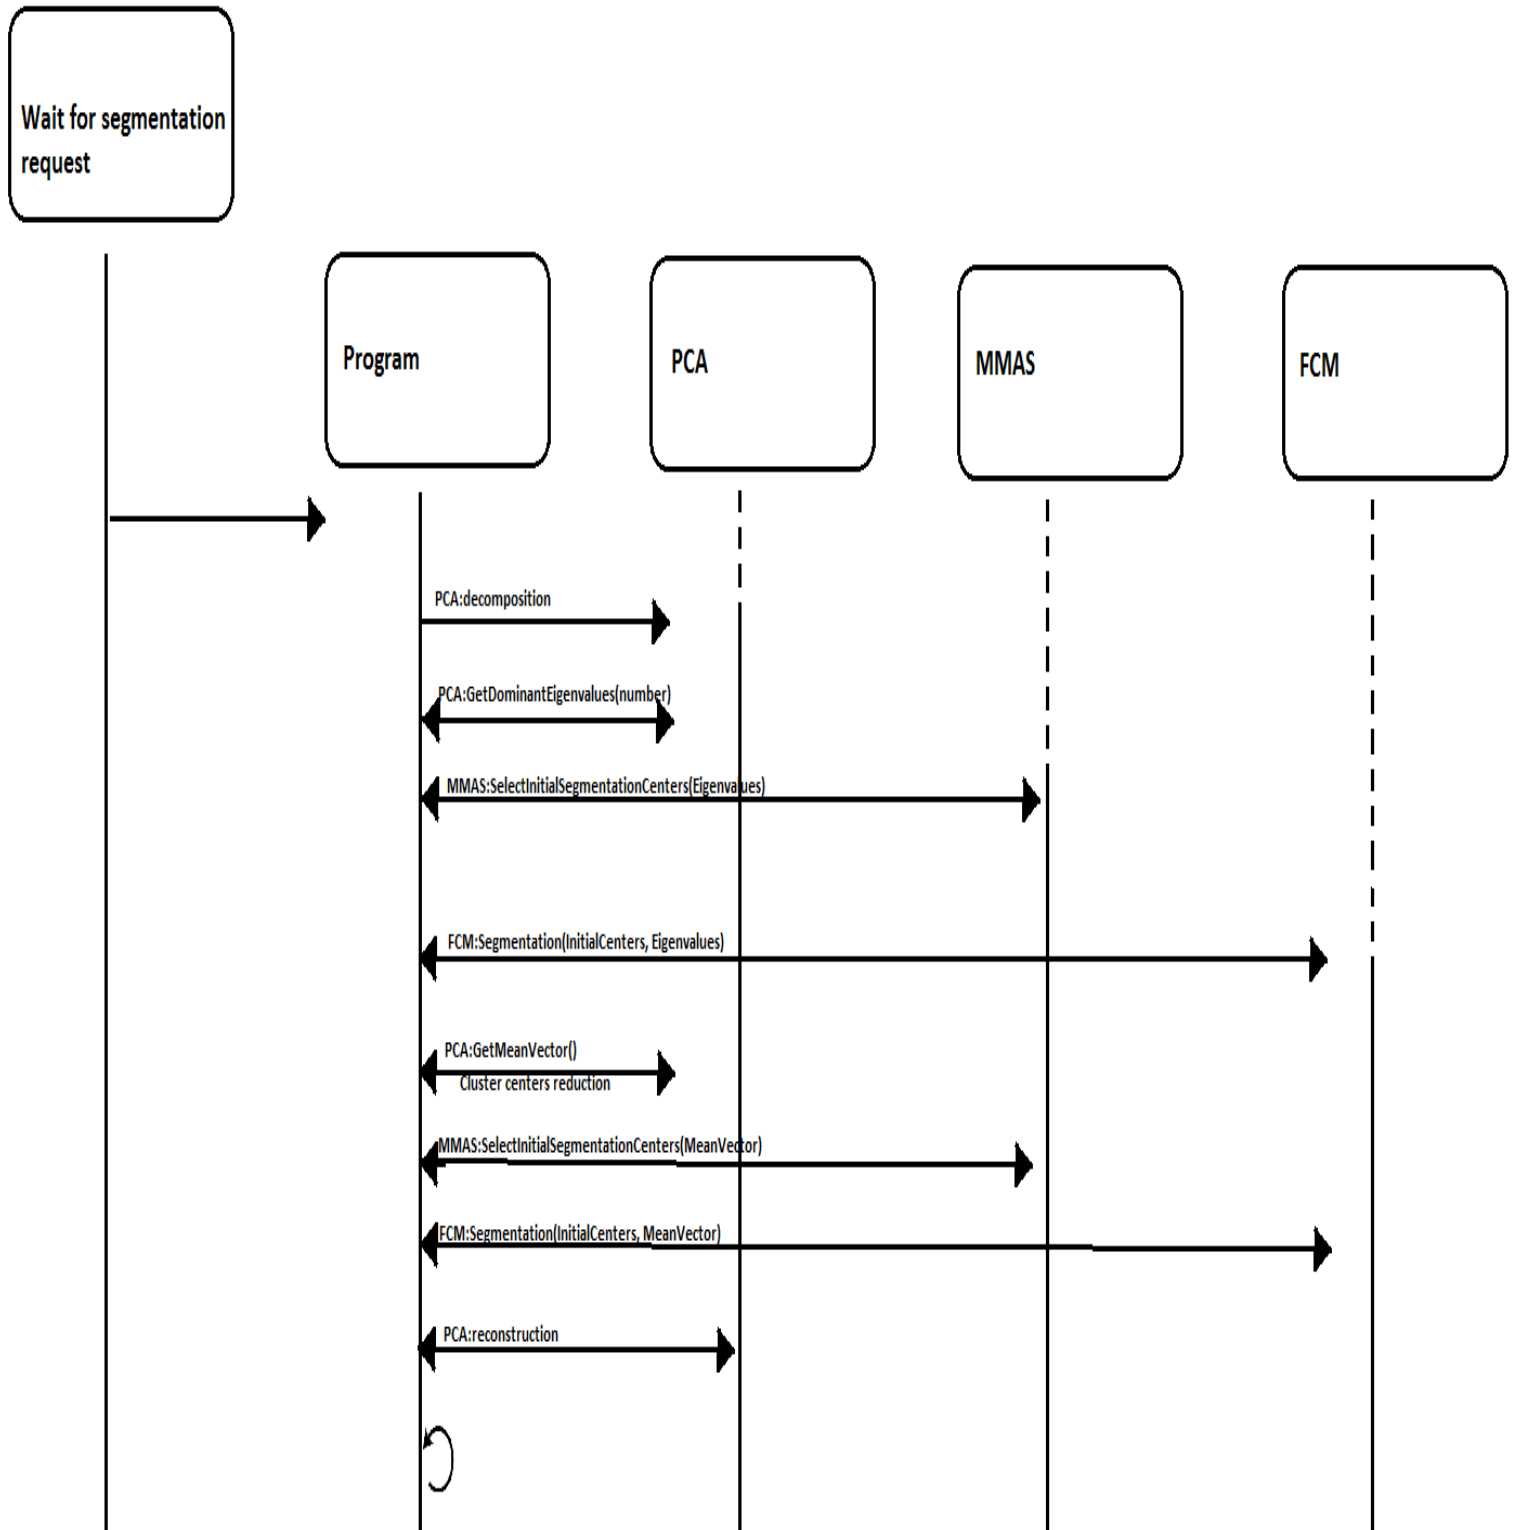 Wait for segmentation
request
Program
PCA
MMAS
FCM
PCA:decomposition
PCA:GetDominantEigenvalues(number)
MMAS:SelectInitialSegmentationCenters(Eigenvalues)
FCM:Segmentation(InitialCenters, Eigenvalues)
PCA:GetMeanVector()
Cluster centers reduction
MMAS:SelectInitialSegmentationCenters(MeanVector)
FCM:Segmentation(InitialCenters, MeanVector)
PCA:reconstruction